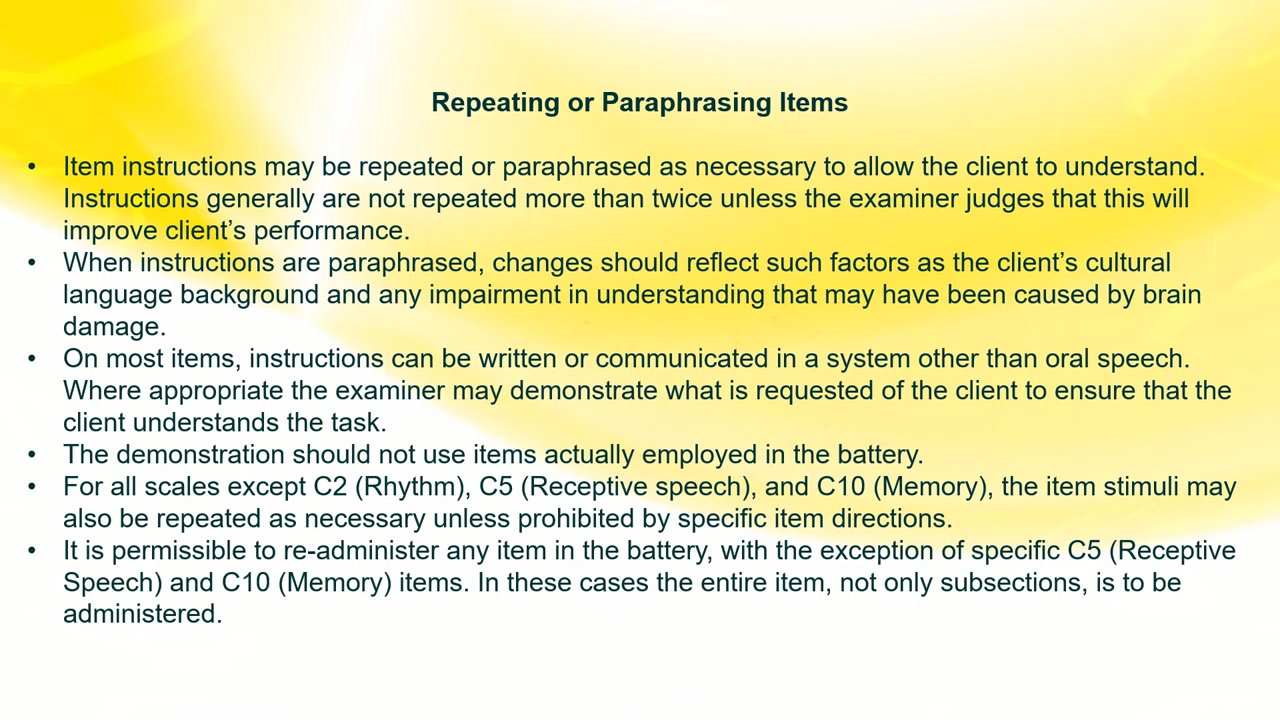 Repeating or Paraphrasing Items
• Item instructions may be repeated or paraphrased as necessary to allow the client to understand.
Instructions generally are not repeated more than twice unless the examiner judges that this will
improve client’s performance.
• When instructions are paraphrased, changes should reflect such factors as the client’s cultural
language background and any impairment in understanding that may have been caused by brain
damage.
• On most items, instructions can be written or communicated in a system other than oral speech.
Where appropriate the examiner may demonstrate what is requested of the client to ensure that the
client understands the task.
• The demonstration should not use items actually employed in the battery.
• For all scales except C2 (Rhythm), C5 (Receptive speech), and C10 (Memory), the item stimuli may
also be repeated as necessary unless prohibited by specific item directions.
• It is permissible to re-administer any item in the battery, with the exception of specific C5 (Receptive
Speech) and C10 (Memory) items. In these cases the entire item, not only subsections, is to be
administered.